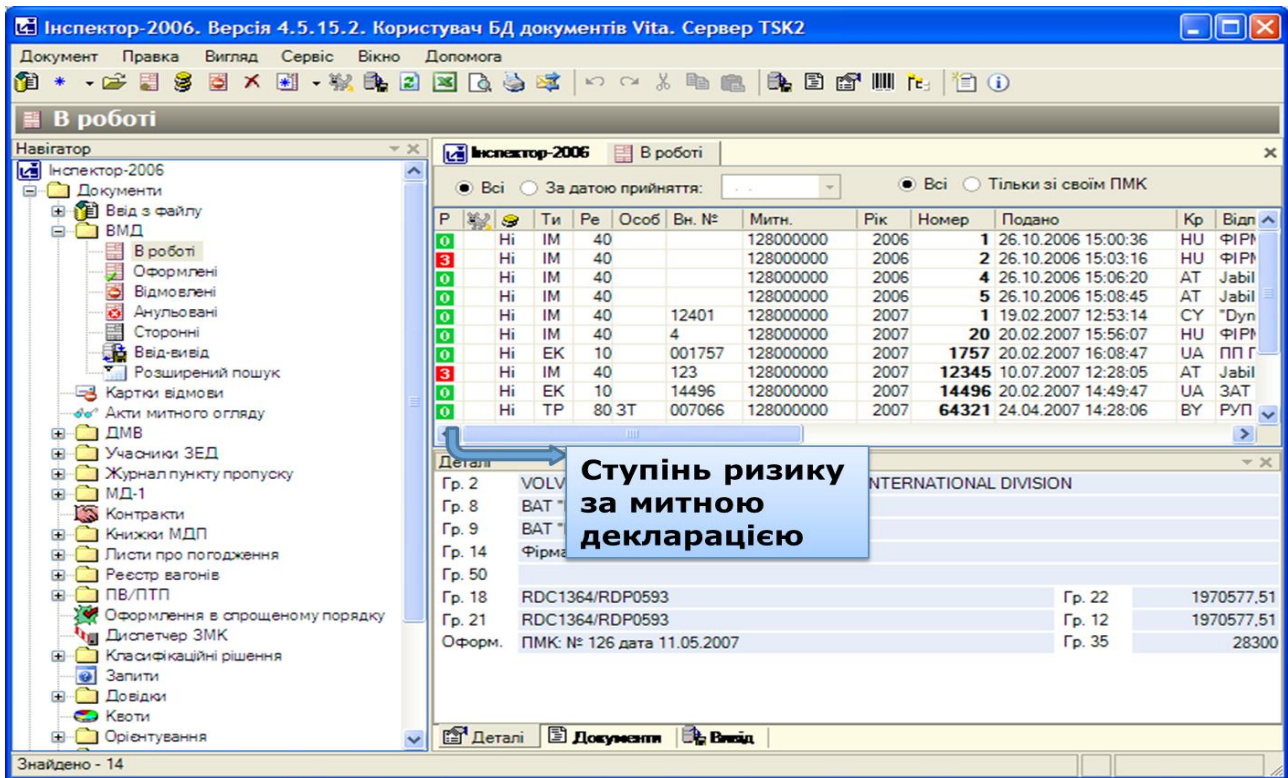 Інспектор-2006. Версія 4.5.15.2. Користувач БД документів Vita. Сервер TSK2
Документ Правка Вигляд Сервіс Вікно Допомога
В роботі
Навігатор
Інспектор-2006
Документи
Ввід з файлу
ВМД
В роботі
Оформлені
Відмовлені
Анульовані
Сторонні
Ввід-вивід
Розширений пошук
Картки відмови
Акти митного огляду
ДМВ
Учасники ЗЕД
Журнал пункту пропуску
МД-1
Контракти
Книжки МДП
Листи про погодження
Реєстр вагонів
ПВ/ПТП
Оформлення в спрощеному порядку
Диспетчер ЗМК
Класифікаційні рішення
Запити
Довідки
Квоти
Орієнтування
Інспектор-2006 В роботі
Всі За датою прийняття: Всі Тільки зі своїм ПМК
Р Ти Ре Особ Вн. № Митн. Рік Номер Подано Кр Відп
0 Ні ІМ 40 128000000 2006 1 26.10.2006 15:00:36 HU ФІРМ
3 Ні ІМ 40 128000000 2006 2 26.10.2006 15:03:16 HU ФІРМ
0 Ні ІМ 40 128000000 2006 4 26.10.2006 15:06:20 AT Jabil
0 Ні ІМ 40 128000000 2006 5 26.10.2006 15:08:45 AT Jabil
0 Ні ІМ 40 12401 128000000 2007 1 19.02.2007 12:53:14 CY "Dyn
0 Ні ІМ 40 4 128000000 2007 20 20.02.2007 15:56:07 HU ФІРМ
0 Ні ЕК 10 001757 128000000 2007 1757 20.02.2007 16:08:47 UA ПП Г
3 Ні ІМ 40 123 128000000 2007 12345 10.07.2007 12:28:05 AT Jabil
0 Ні ЕК 10 14496 128000000 2007 14496 20.02.2007 14:49:47 UA ЗАТ
0 Ні ТР 80 ЗТ 007066 128000000 2007 64321 24.04.2007 14:28:06 BY РУП
Деталі
Гр. 2 VOLV INTERNATIONAL DIVISION
Гр. 8 ВАТ "
Гр. 9 ВАТ "
Гр. 14 Фірма
Гр. 50
Гр. 18 RDC1364/RDP0593 Гр. 22 1970577,51
Гр. 21 RDC1364/RDP0593 Гр. 12 1970577,51
Оформ. ПМК: № 126 дата 11.05.2007 Гр. 35 28300
Ступінь ризику
за митною
декларацією
Деталі Документи Вивід
Знайдено - 14